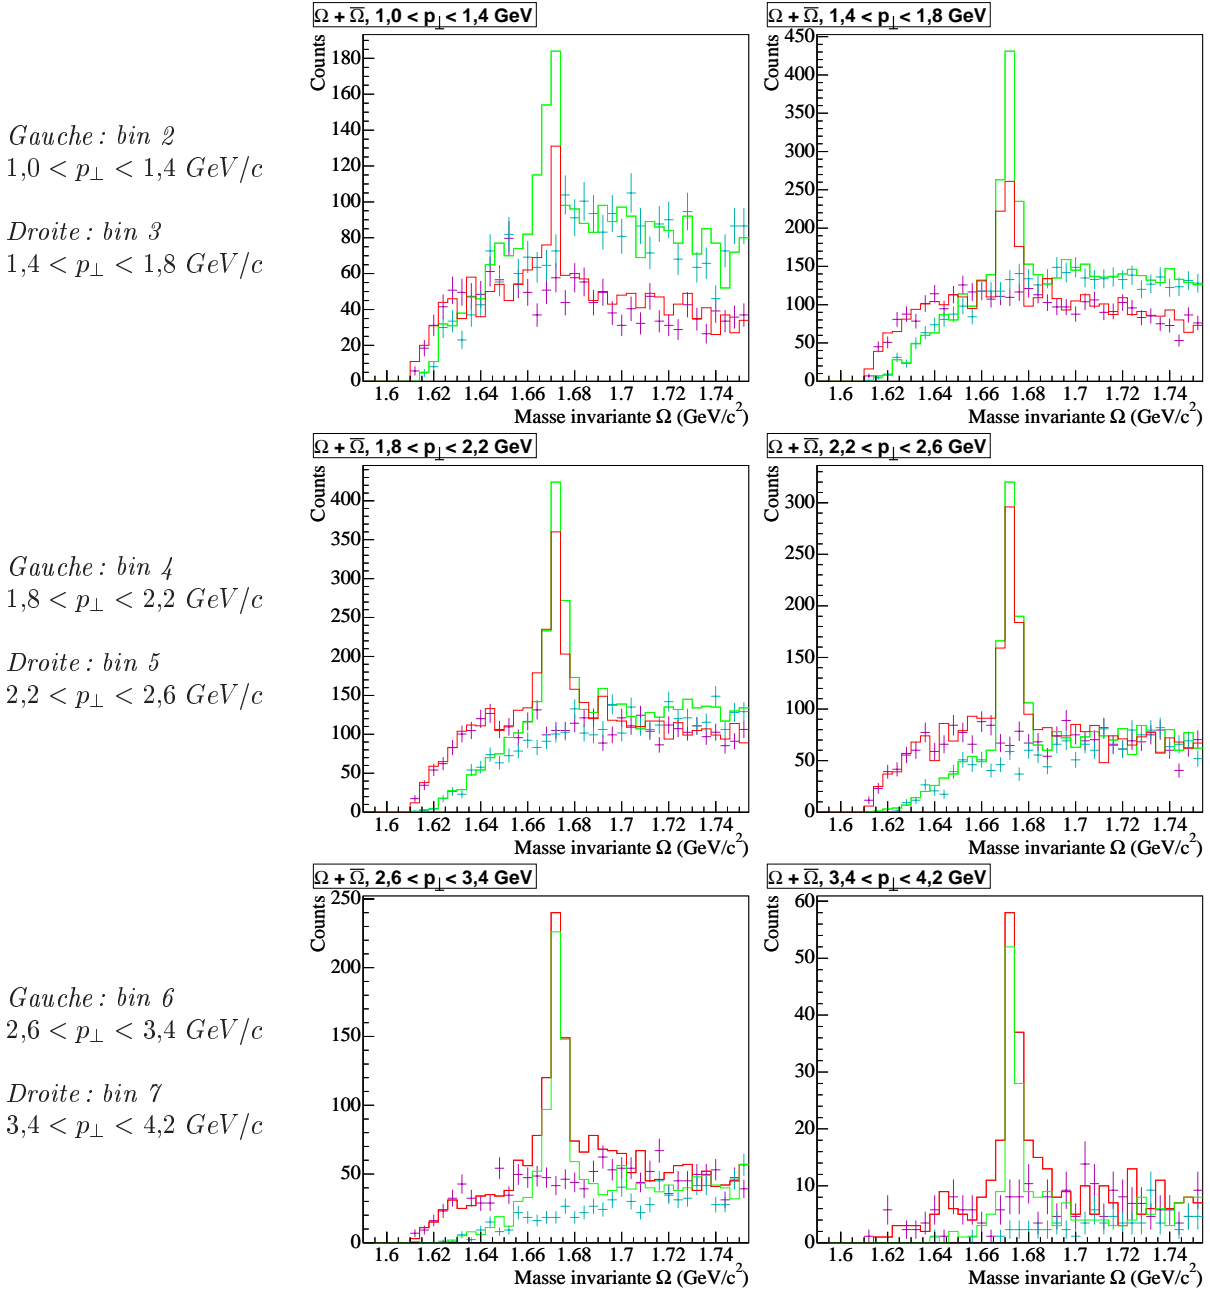 Gauche : bin 2
1,0 < p⊥ < 1,4 GeV/c
Droite : bin 3
1,4 < p⊥ < 1,8 GeV/c
Ω + Ω̅, 1,0 < p⊥ < 1,4 GeV
Counts
180
160
140
120
100
80
60
40
20
0
1.6 1.62 1.64 1.66 1.68 1.7 1.72 1.74
Masse invariante Ω (GeV/c²)
Ω + Ω̅, 1,4 < p⊥ < 1,8 GeV
Counts
450
400
350
300
250
200
150
100
50
0
1.6 1.62 1.64 1.66 1.68 1.7 1.72 1.74
Masse invariante Ω (GeV/c²)
Gauche : bin 4
1,8 < p⊥ < 2,2 GeV/c
Droite : bin 5
2,2 < p⊥ < 2,6 GeV/c
Ω + Ω̅, 1,8 < p⊥ < 2,2 GeV
Counts
400
350
300
250
200
150
100
50
0
1.6 1.62 1.64 1.66 1.68 1.7 1.72 1.74
Masse invariante Ω (GeV/c²)
Ω + Ω̅, 2,2 < p⊥ < 2,6 GeV
Counts
300
250
200
150
100
50
0
1.6 1.62 1.64 1.66 1.68 1.7 1.72 1.74
Masse invariante Ω (GeV/c²)
Gauche : bin 6
2,6 < p⊥ < 3,4 GeV/c
Droite : bin 7
3,4 < p⊥ < 4,2 GeV/c
Ω + Ω̅, 2,6 < p⊥ < 3,4 GeV
Counts
250
200
150
100
50
0
1.6 1.62 1.64 1.66 1.68 1.7 1.72 1.74
Masse invariante Ω (GeV/c²)
Ω + Ω̅, 3,4 < p⊥ < 4,2 GeV
Counts
60
50
40
30
20
10
0
1.6 1.62 1.64 1.66 1.68 1.7 1.72 1.74
Masse invariante Ω (GeV/c²)